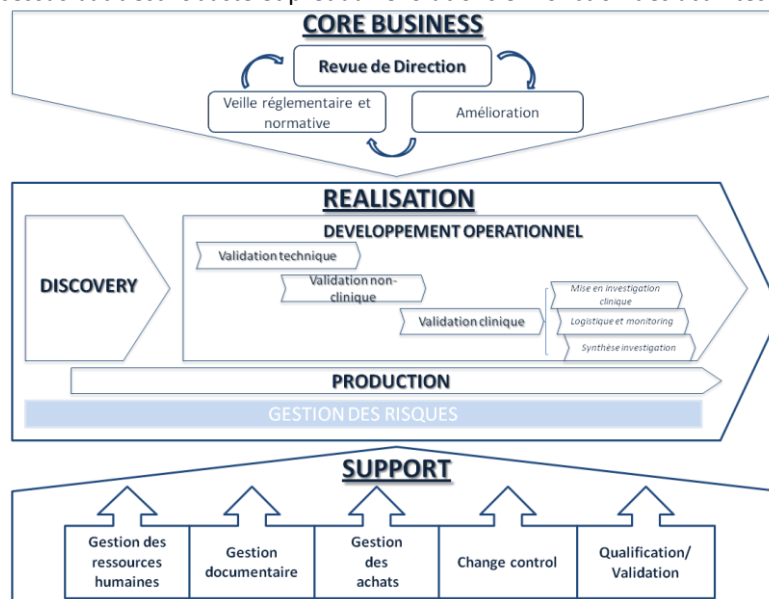 CORE BUSINESS
Revue de Direction
Veille réglementaire et
normative
Amélioration
REALISATION
DEVELOPPEMENT OPERATIONNEL
Validation technique
DISCOVERY
Validation non-
clinique
Validation clinique
Mise en investigation
clinique
Logistique et monitoring
Synthèse investigation
PRODUCTION
GESTION DES RISQUES
SUPPORT
Gestion des
ressources
humaines
Gestion
documentaire
Gestion
des
achats
Change control
Qualification/
Validation